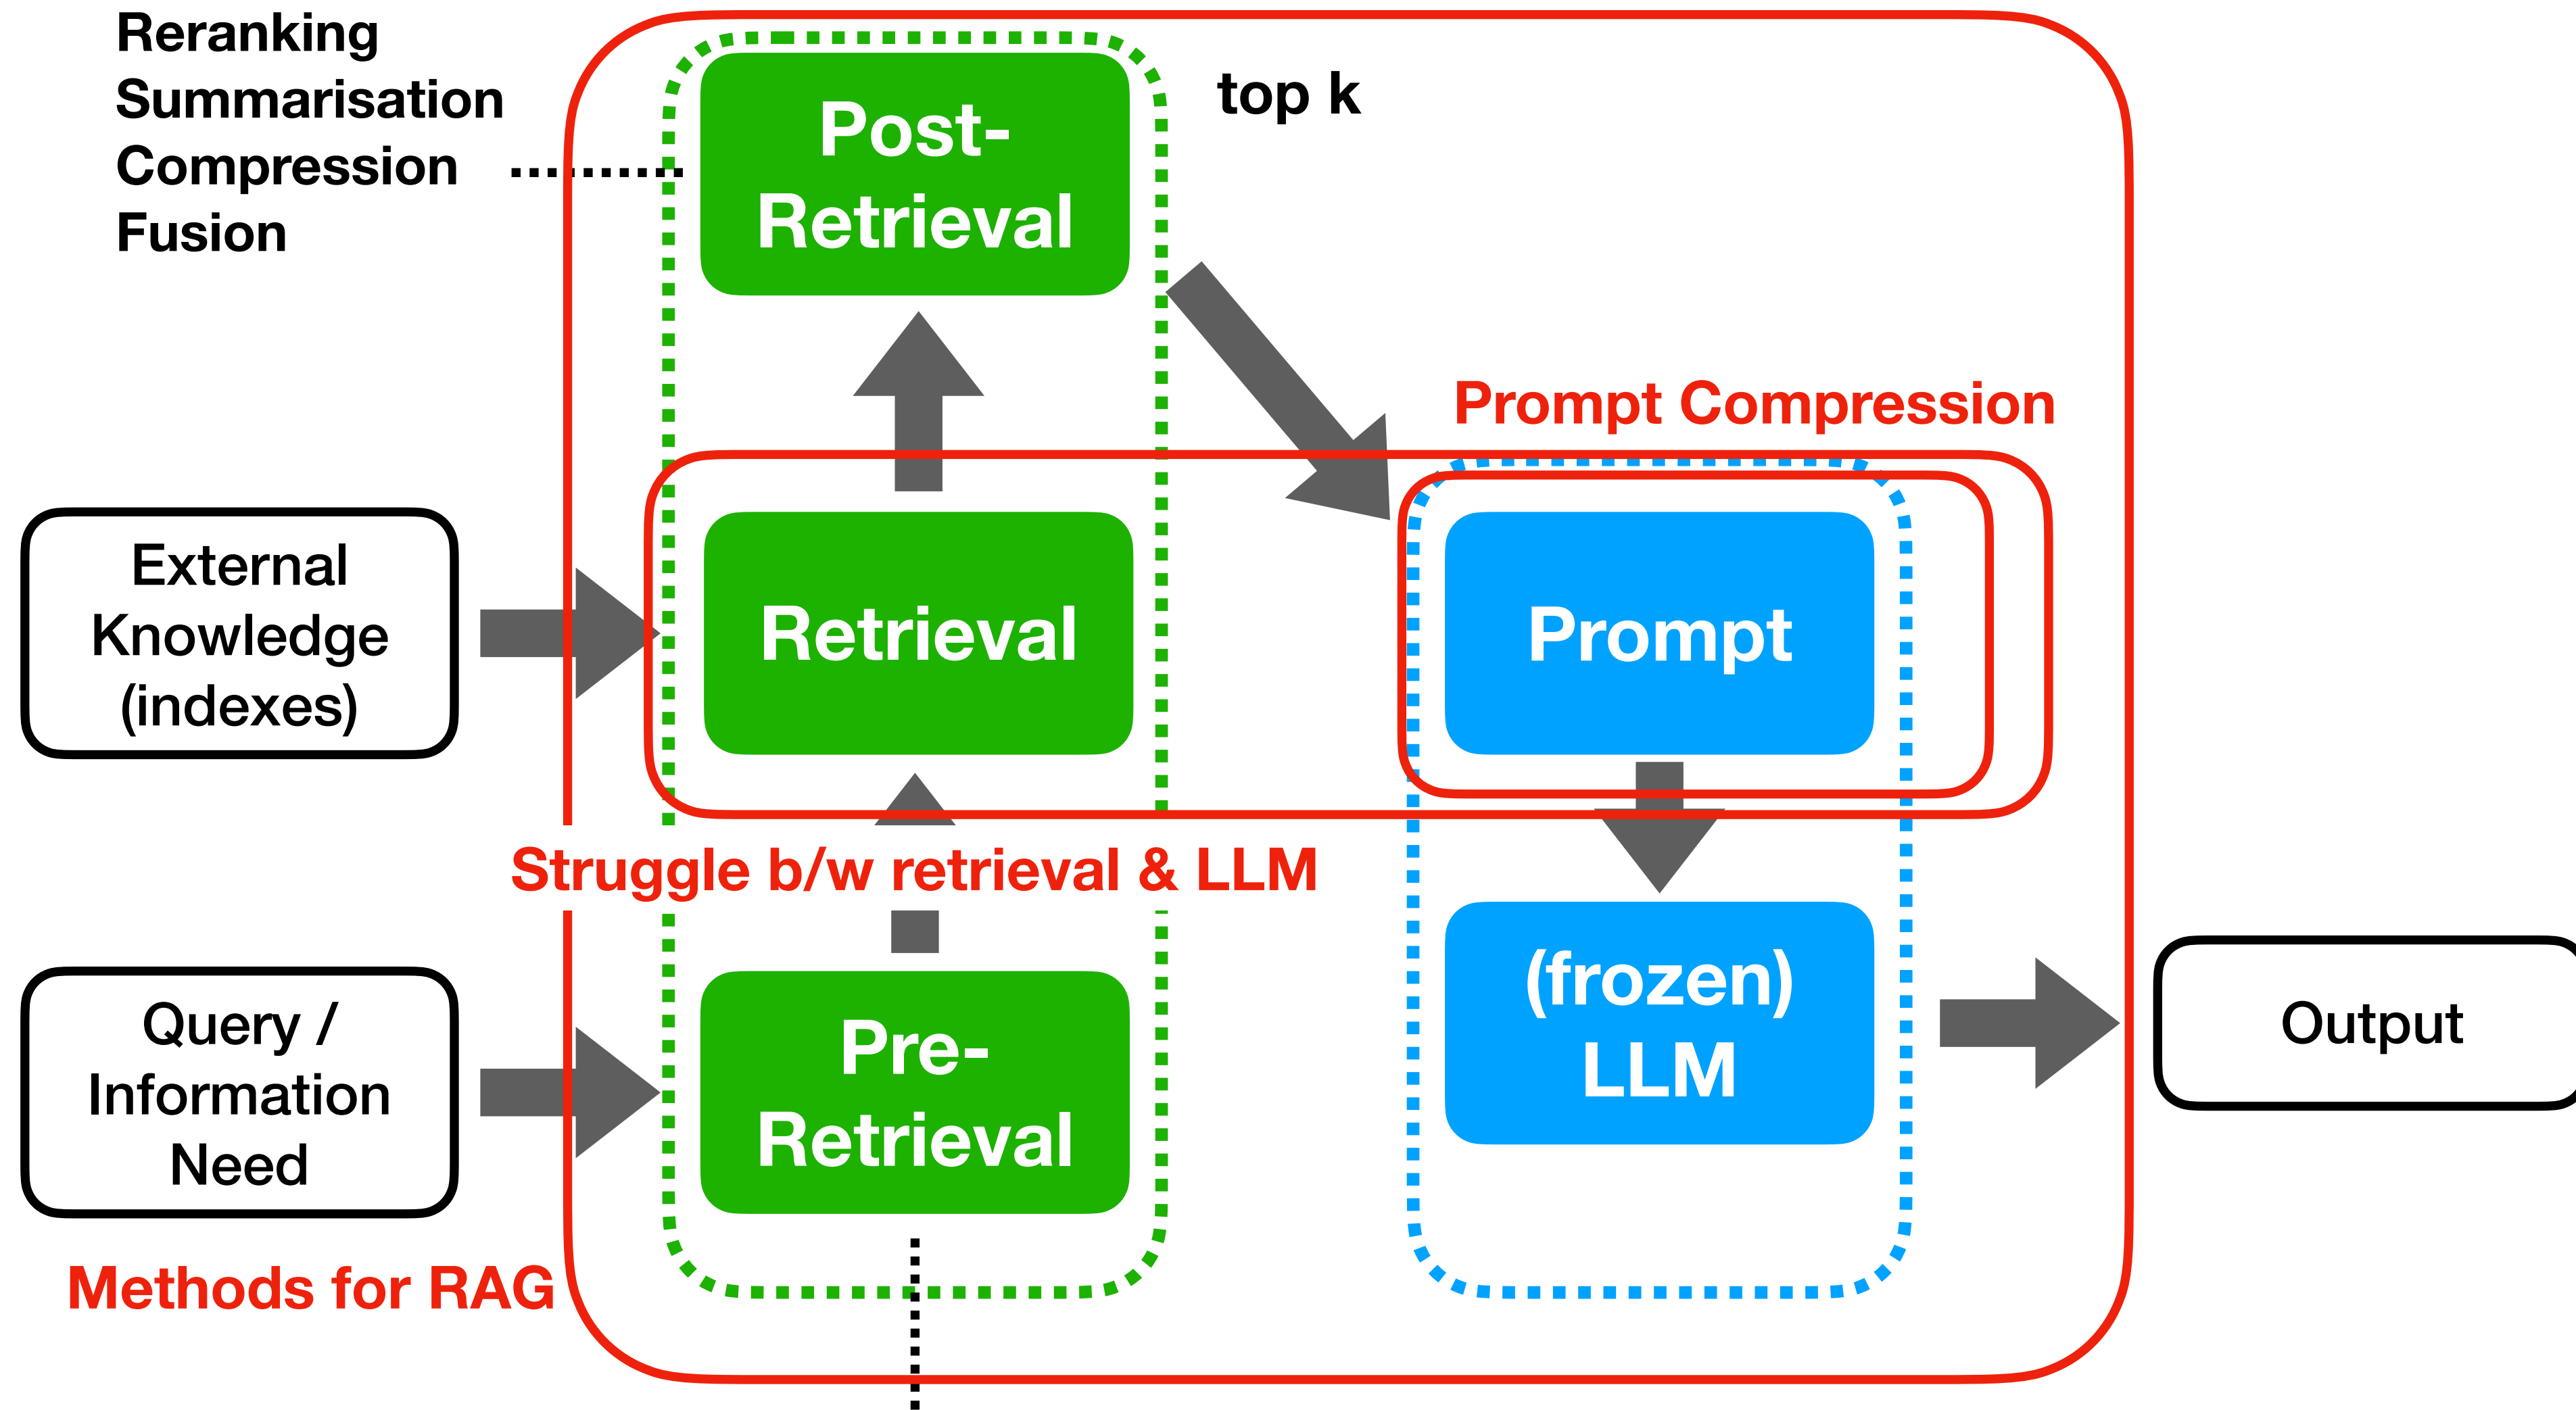 Reranking
Summarisation
Compression
Fusion
Post-
Retrieval
top k
Prompt Compression
External
Knowledge
(indexes)
Retrieval
Prompt
Struggle b/w retrieval & LLM
Query /
Information
Need
Pre-
Retrieval
(frozen)
LLM
Output
Methods for RAG